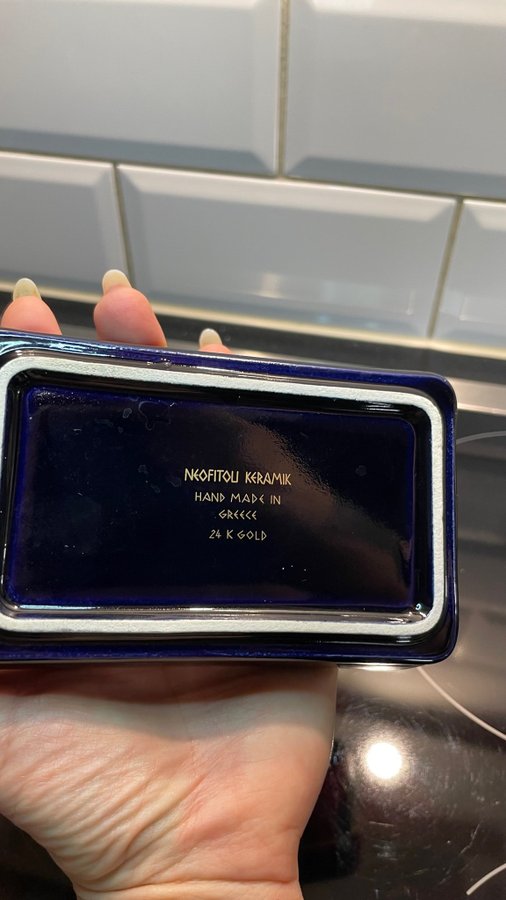 NEOFITOU KERAMIK
HAND MADE IN
GREECE
24 K GOLD